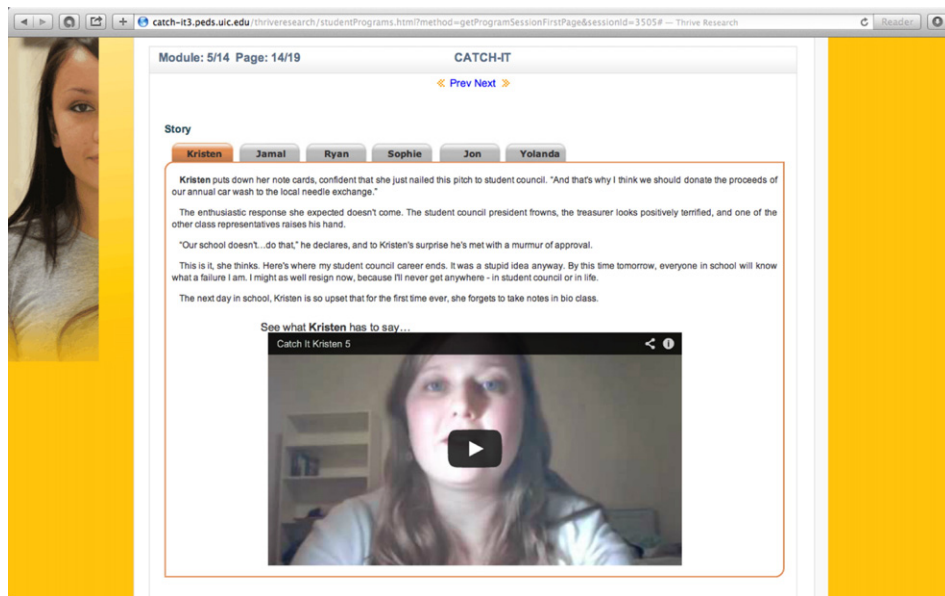 catch-it3.peds.uic.edu/thriveresearch/studentPrograms.html?method=getProgramSessionFirstPage&sessionId=3505# — Thrive Research
Reader
Module: 5/14 Page: 14/19 CATCH-IT
« Prev Next »
Story
Kristen Jamal Ryan Sophie Jon Yolanda
Kristen puts down her note cards, confident that she just nailed this pitch to student council. "And that's why I think we should donate the proceeds of
our annual car wash to the local needle exchange."
The enthusiastic response she expected doesn't come. The student council president frowns, the treasurer looks positively terrified, and one of the
other class representatives raises his hand.
"Our school doesn't...do that," he declares, and to Kristen's surprise he's met with a murmur of approval.
This is it, she thinks. Here's where my student council career ends. It was a stupid idea anyway. By this time tomorrow, everyone in school will know
what a failure I am. I might as well resign now, because I'll never get anywhere - in student council or in life.
The next day in school, Kristen is so upset that for the first time ever, she forgets to take notes in bio class.
See what Kristen has to say...
Catch It Kristen 5